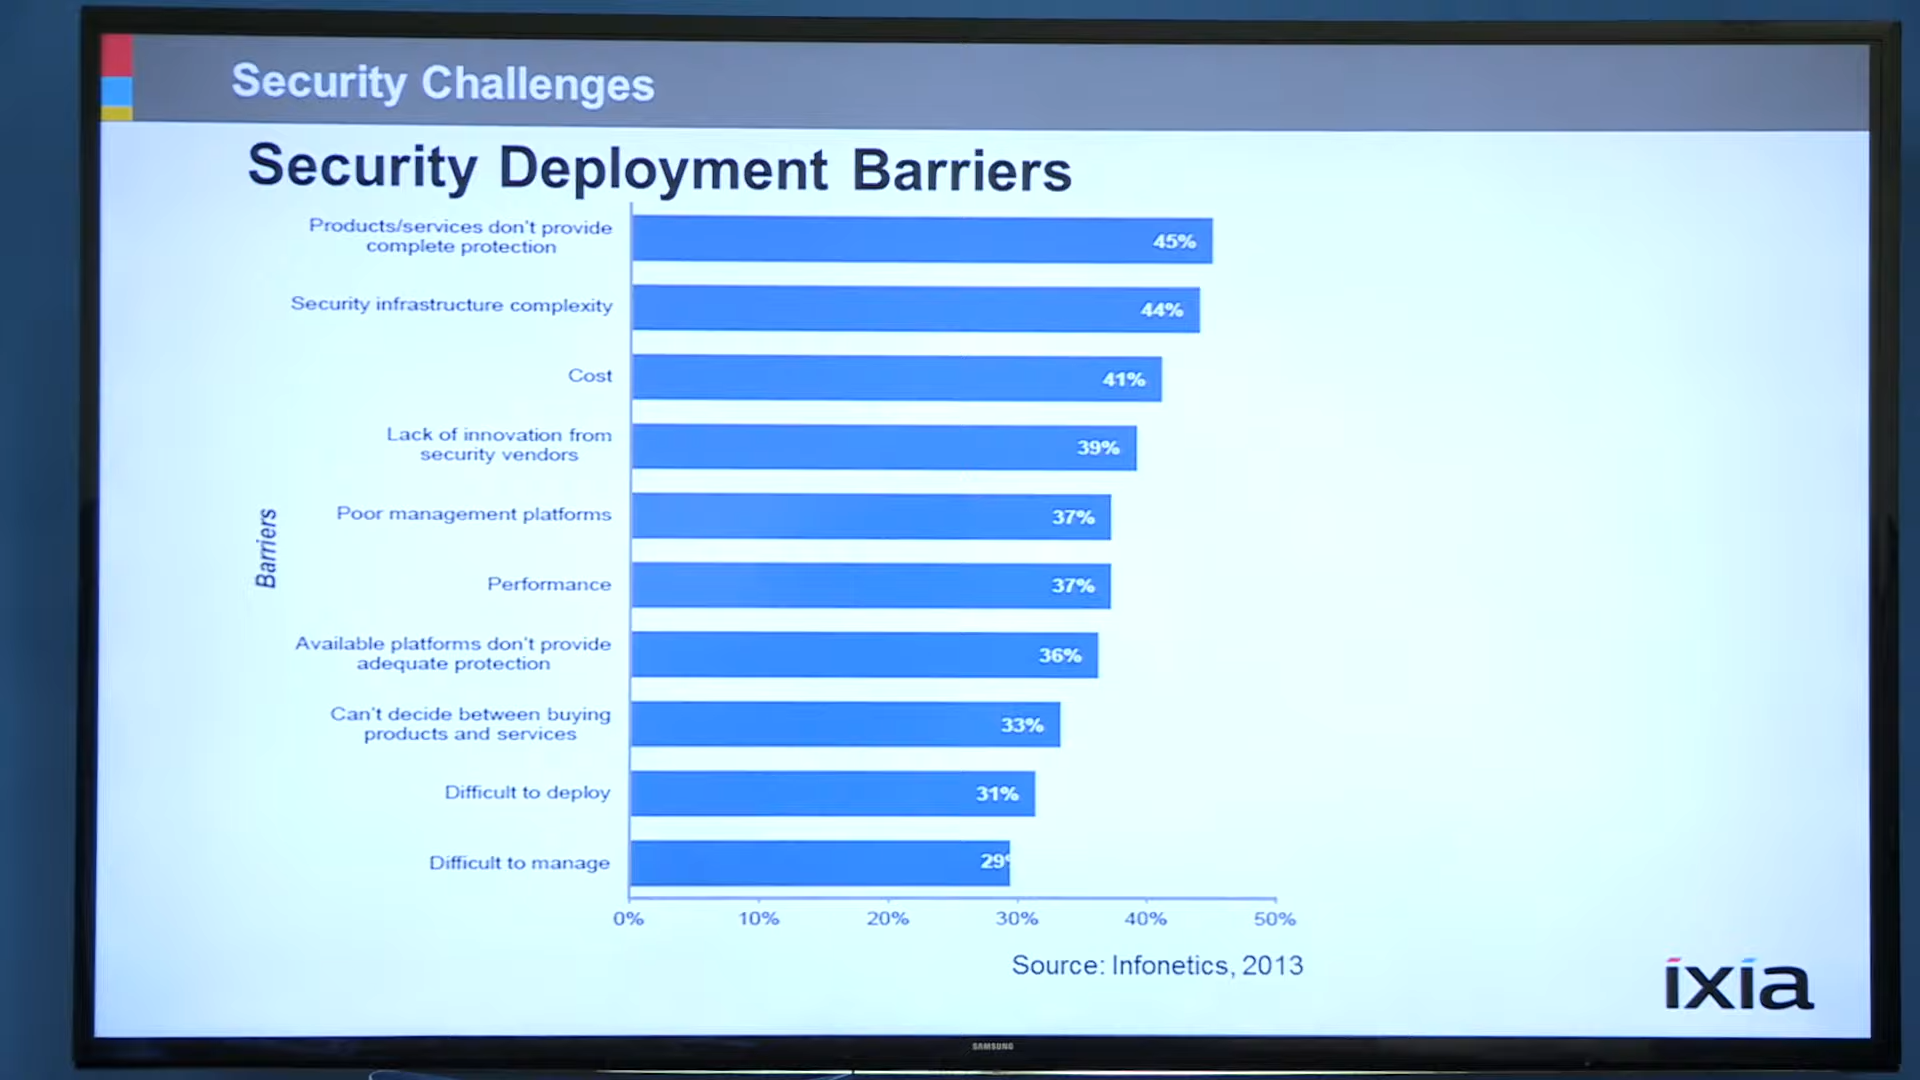 Security Challenges
Security Deployment Barriers
Products/services don't provide
complete protection
45%
Security infrastructure complexity
44%
Cost
41%
Lack of innovation from
security vendors
39%
Poor management platforms
37%
Performance
37%
Available platforms don't provide
adequate protection
36%
Can't decide between buying
products and services
33%
Difficult to deploy
31%
Difficult to manage
29%
Barriers
0% 10% 20% 30% 40% 50%
Source: Infonetics, 2013
ixia
SAMSUNG